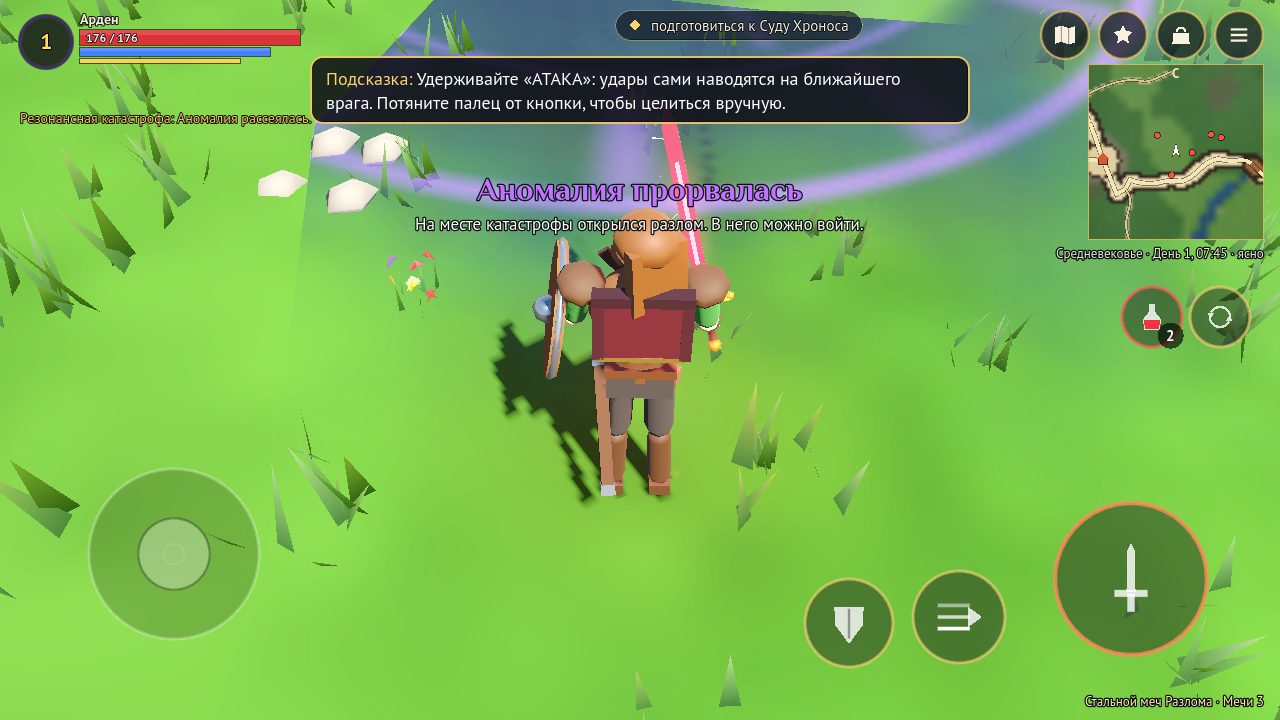 1
Арден
176 / 176
подготовиться к Суду Хроноса
Подсказка: Удерживайте «АТАКА»: удары сами наводятся на ближайшего
врага. Потяните палец от кнопки, чтобы целиться вручную.
Резонансная катастрофа: Аномалия рассеялась.
С
Аномалия прорвалась
На месте катастрофы открылся разлом. В него можно войти.
Средневековье · День 1, 07:45 · ясно
2
Стальной меч Разлома · Мечи 3